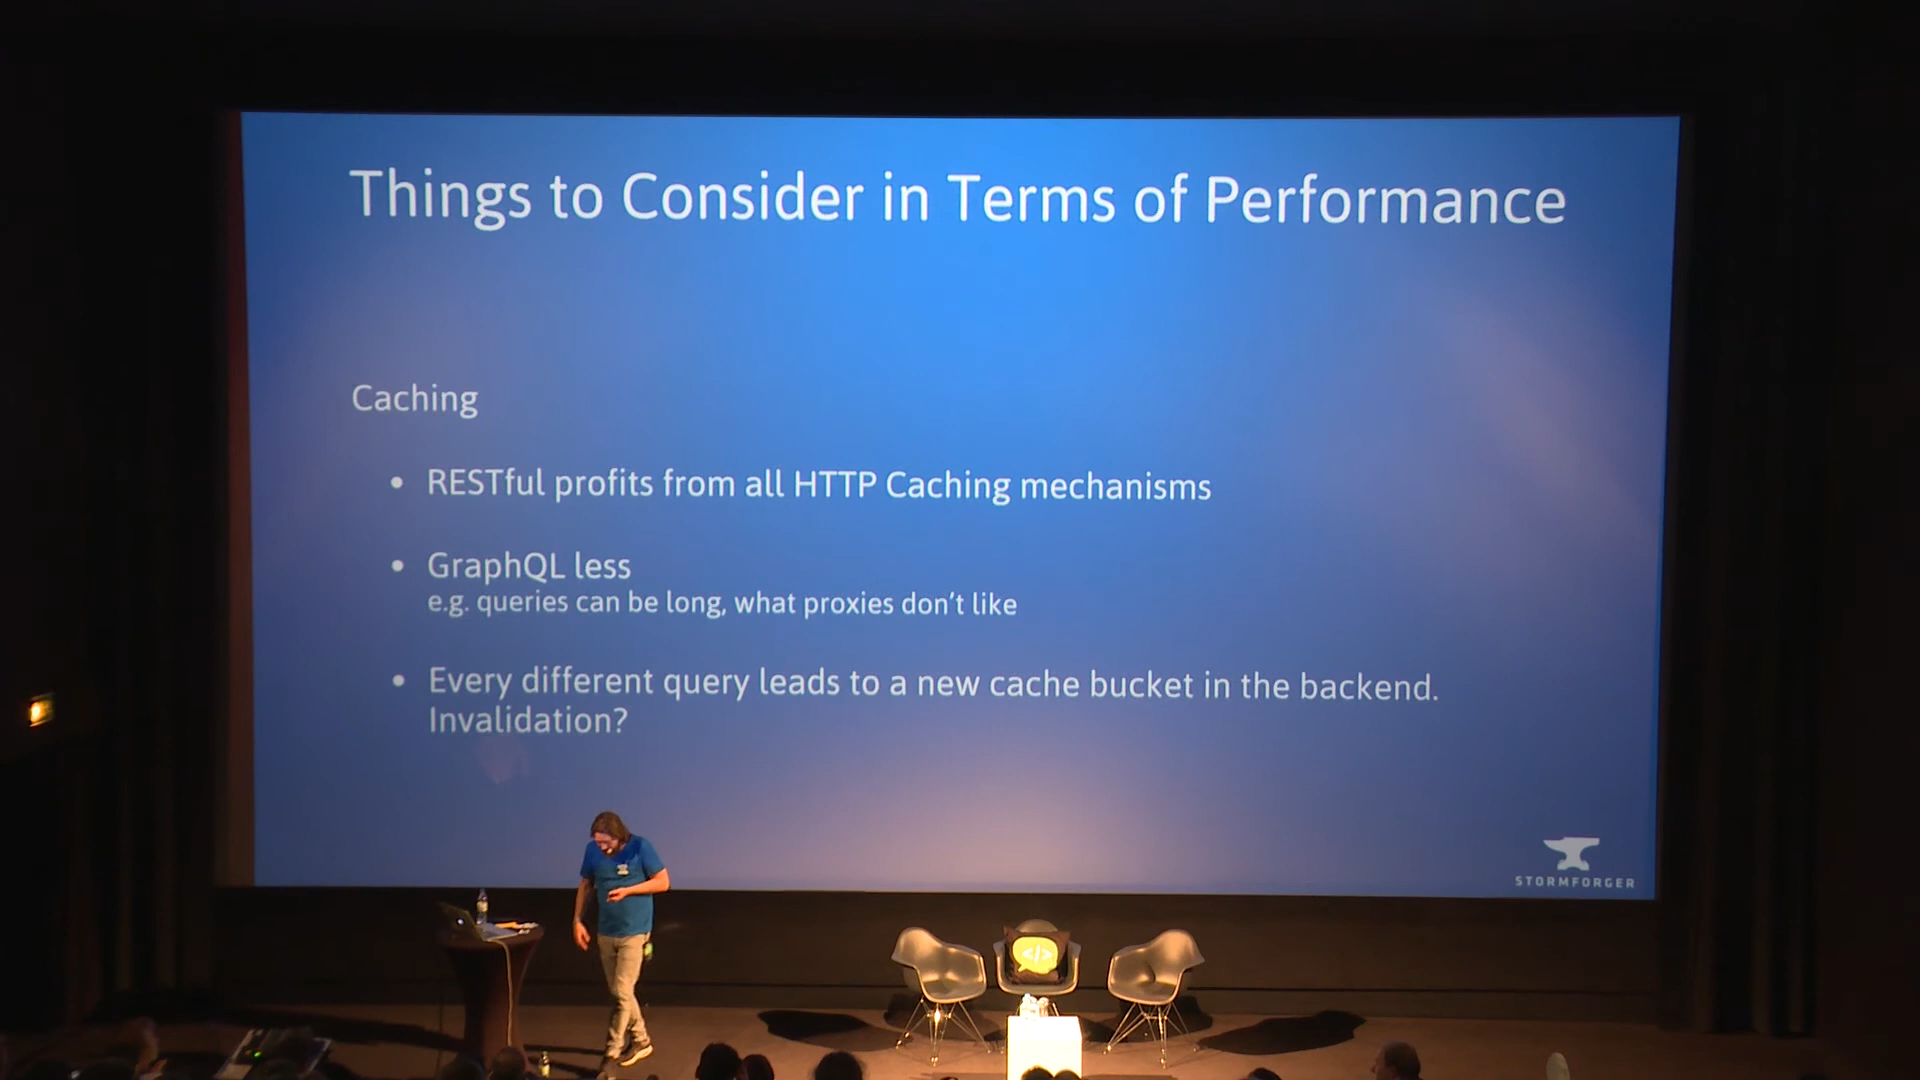 Things to Consider in Terms of Performance
Caching
• RESTful profits from all HTTP Caching mechanisms
• GraphQL less
e.g. queries can be long, what proxies don't like
• Every different query leads to a new cache bucket in the backend.
Invalidation?
STORMFORGER
</>